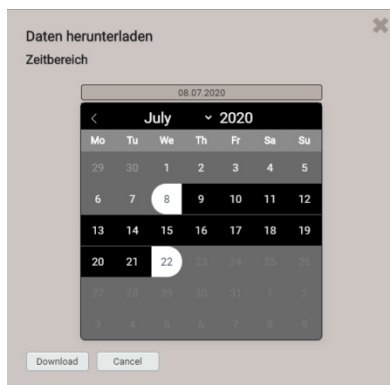 Daten herunterladen
Zeitbereich
08.07.2020
July 2020
Mo Tu We Th Fr Sa Su
29 30 1 2 3 4 5
6 7 8 9 10 11 12
13 14 15 16 17 18 19
20 21 22 23 24 25 26
27 28 29 30 31 1 2
3 4 5 6 7 8 9
Download Cancel